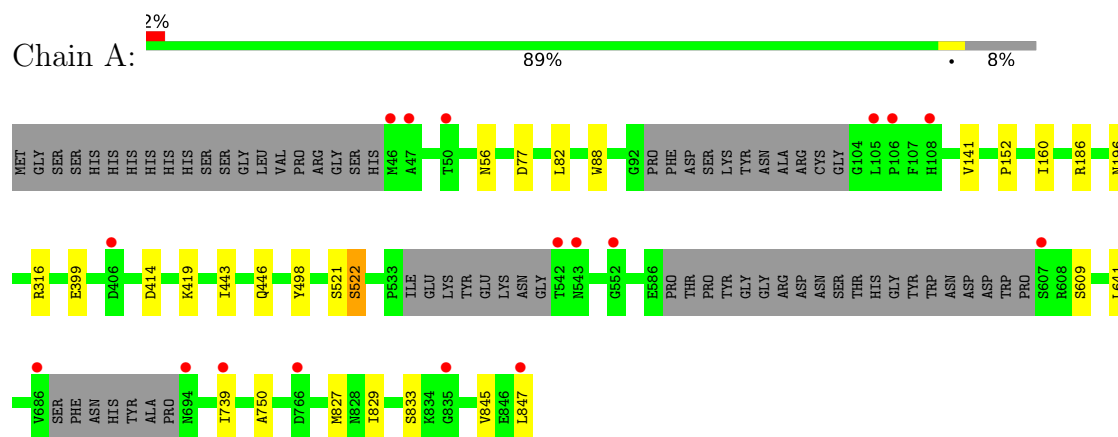 2%
Chain A:
89% • 8%
MET GLY SER SER HIS HIS HIS HIS HIS HIS SER SER GLY LEU VAL PRO ARG GLY SER HIS M46 A47 T50 N56 D77 L82 W88 G92 PRO PHE ASP SER LYS TYR ASN ALA ARG CYS GLY G104 L105 P106 F107 H108 V141 P152 I160 R186 N196
R316 E399 D406 D414 K419 I443 Q446 Y498 S521 S522 P533 ILE GLU LYS TYR GLU LYS ASN GLY T542 N543 G552 E586 PRO THR PRO TYR GLY GLY ARG ASP ASN SER THR HIS GLY TYR TRP ASN ASP ASP TRP PRO S607 R608 S609 L641
V686 SER PHE ASN HIS TYR ALA PRO N694 I739 A750 D766 M827 N828 I829 S833 K834 G835 V845 E846 L847